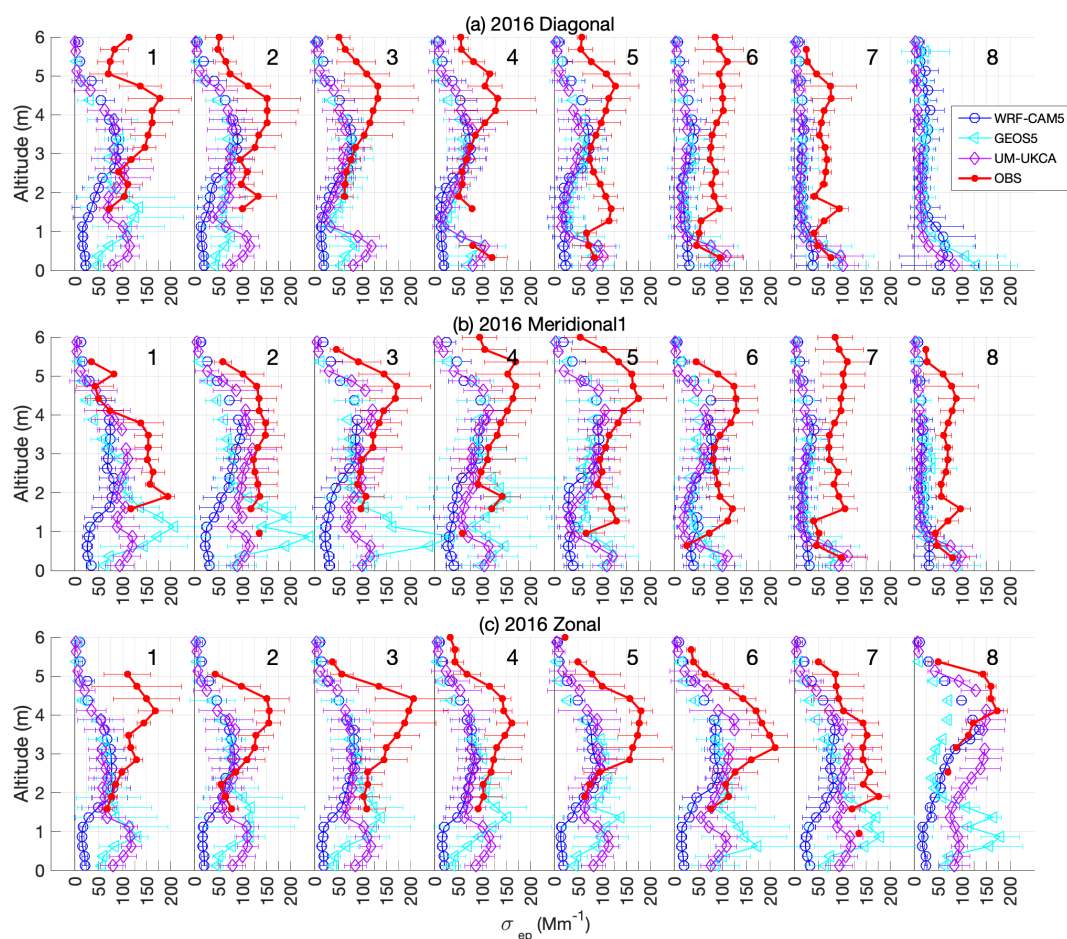 (a) 2016 Diagonal
1 2 3 4 5 6 7 8
Altitude (m)
6
5
4
3
2
1
0
WRF-CAM5
GEOS5
UM-UKCA
OBS
0 50 100 150 200 0 50 100 150 200 0 50 100 150 200 0 50 100 150 200 0 50 100 150 200 0 50 100 150 200 0 50 100 150 200 0 50 100 150 200
(b) 2016 Meridional1
1 2 3 4 5 6 7 8
Altitude (m)
6
5
4
3
2
1
0
0 50 100 150 200 0 50 100 150 200 0 50 100 150 200 0 50 100 150 200 0 50 100 150 200 0 50 100 150 200 0 50 100 150 200 0 50 100 150 200
(c) 2016 Zonal
1 2 3 4 5 6 7 8
Altitude (m)
6
5
4
3
2
1
0
0 50 100 150 200 0 50 100 150 200 0 50 100 150 200 0 50 100 150 200 0 50 100 150 200 0 50 100 150 200 0 50 100 150 200 0 50 100 150 200
σep (Mm-1)